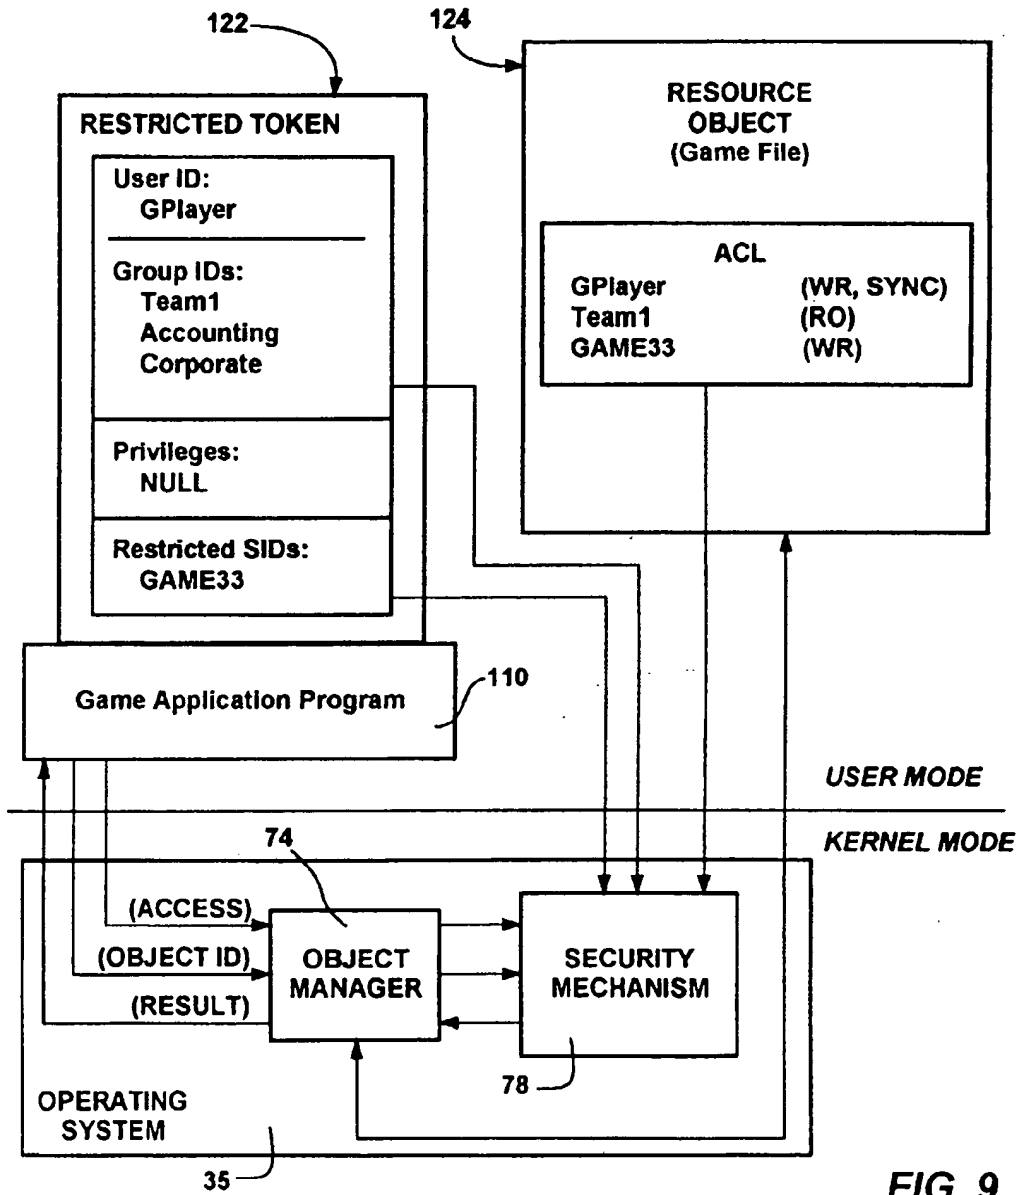 122
124
RESTRICTED TOKEN
User ID:
GPlayer
Group IDs:
Team1
Accounting
Corporate
Privileges:
NULL
Restricted SIDs:
GAME33
RESOURCE
OBJECT
(Game File)
ACL
GPlayer (WR, SYNC)
Team1 (RO)
GAME33 (WR)
Game Application Program
110
USER MODE
KERNEL MODE
74
(ACCESS)
(OBJECT ID)
(RESULT)
OBJECT
MANAGER
SECURITY
MECHANISM
78
OPERATING
SYSTEM
35
FIG. 9